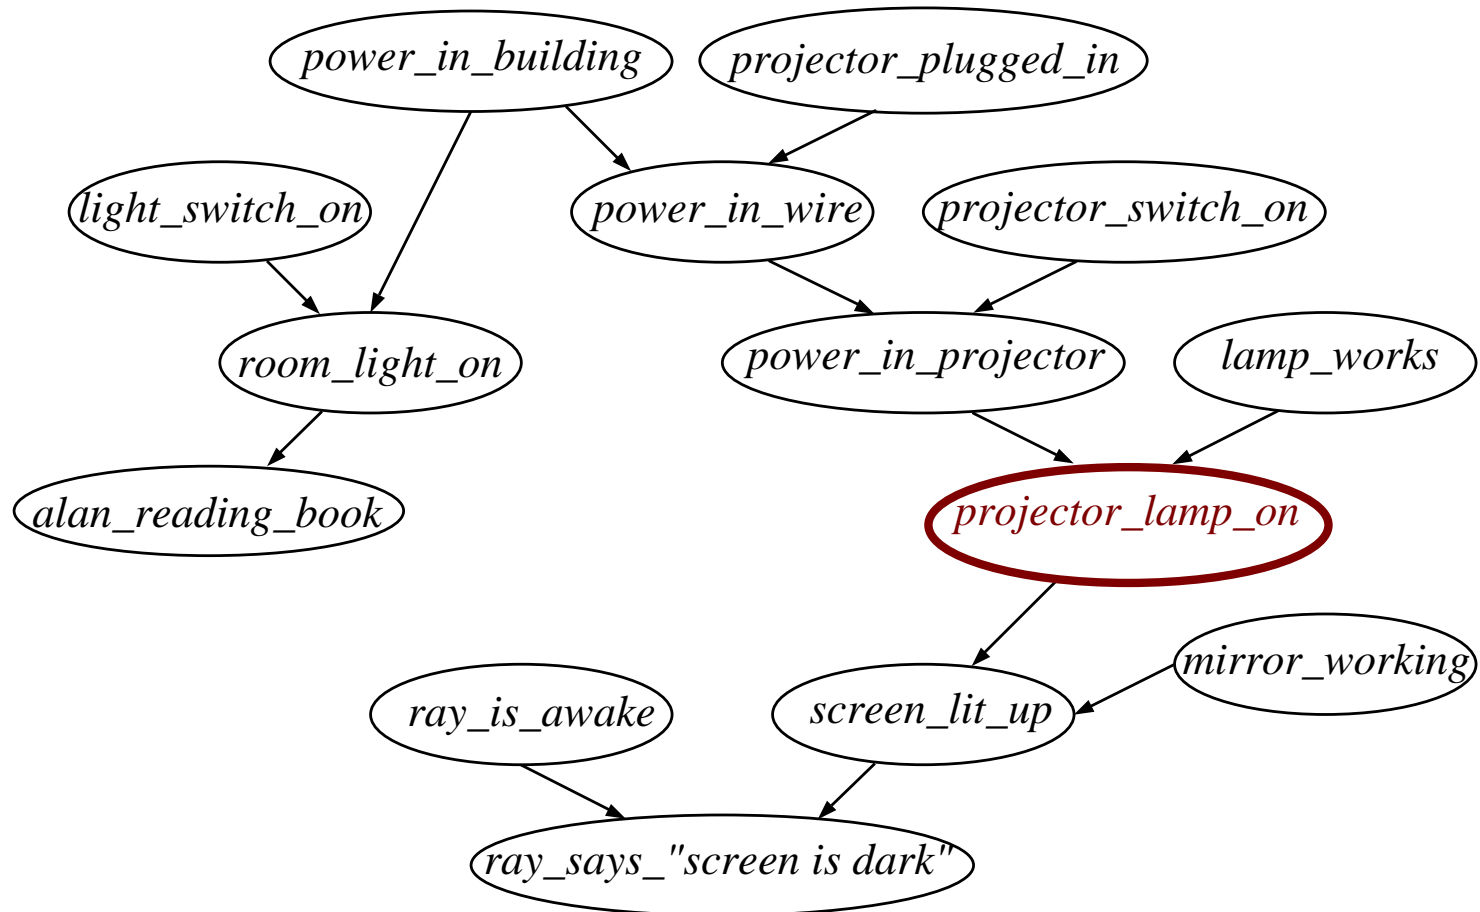 power_in_building
projector_plugged_in
light_switch_on
power_in_wire
projector_switch_on
room_light_on
power_in_projector
lamp_works
alan_reading_book
projector_lamp_on
ray_is_awake
screen_lit_up
mirror_working
ray_says_"screen is dark"